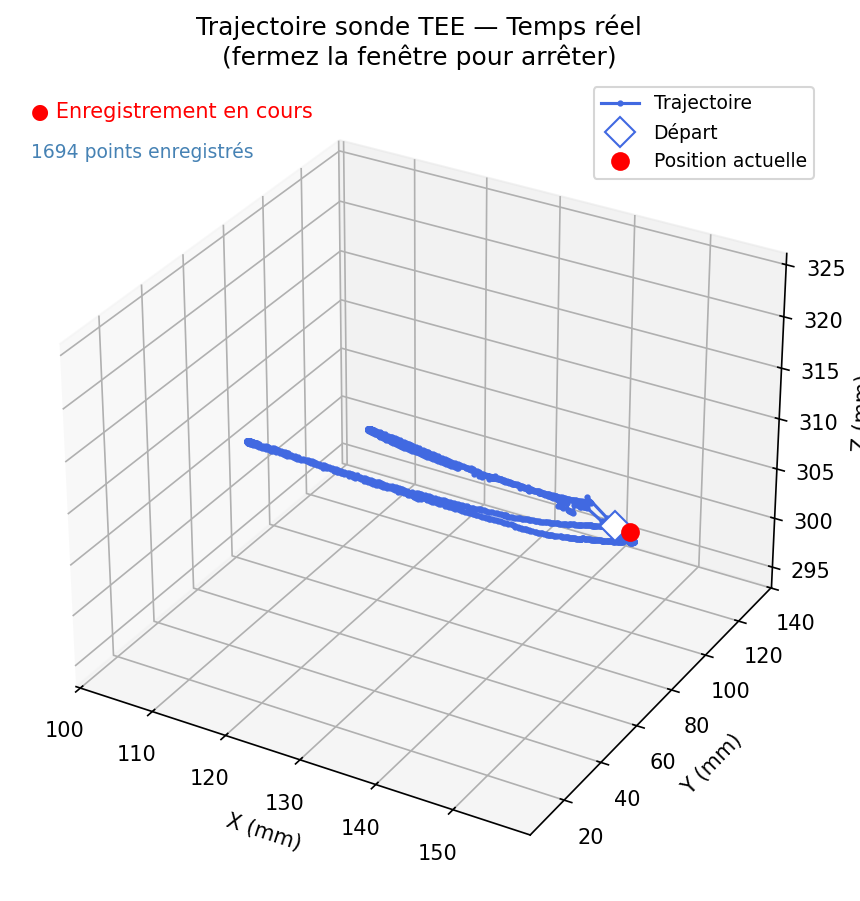 Trajectoire sonde TEE — Temps réel
(fermez la fenêtre pour arrêter)
● Enregistrement en cours
1694 points enregistrés
Trajectoire
Départ
Position actuelle
325
320
315
310
305
300
295
Z (mm)
140
120
100
80
60
40
20
Y (mm)
100
110
120
130
140
150
X (mm)